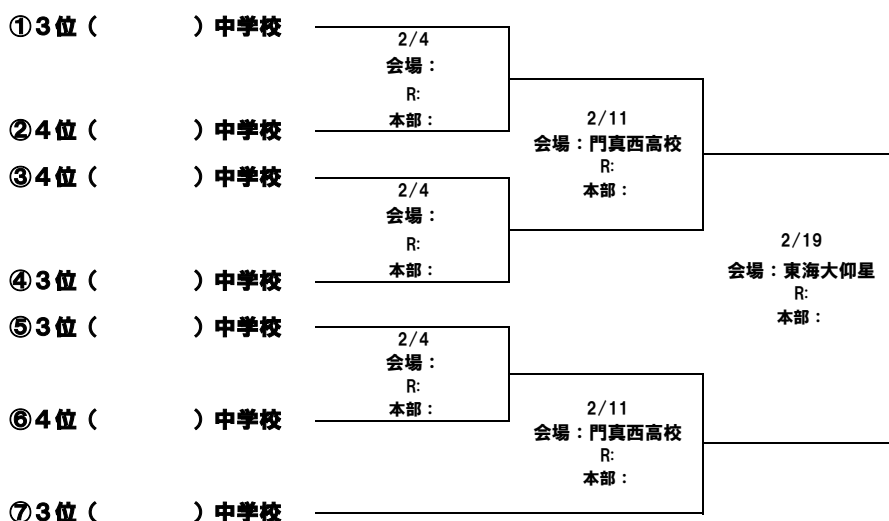 ①３位（　　　　）中学校
2/4
会場：
R:
本部：
②４位（　　　　）中学校
2/11
会場：門真西高校
R:
本部：
③４位（　　　　）中学校
2/4
会場：
R:
本部：
④３位（　　　　）中学校
2/19
会場：東海大仰星
R:
本部：
⑤３位（　　　　）中学校
2/4
会場：
R:
本部：
⑥４位（　　　　）中学校
2/11
会場：門真西高校
R:
本部：
⑦３位（　　　　）中学校